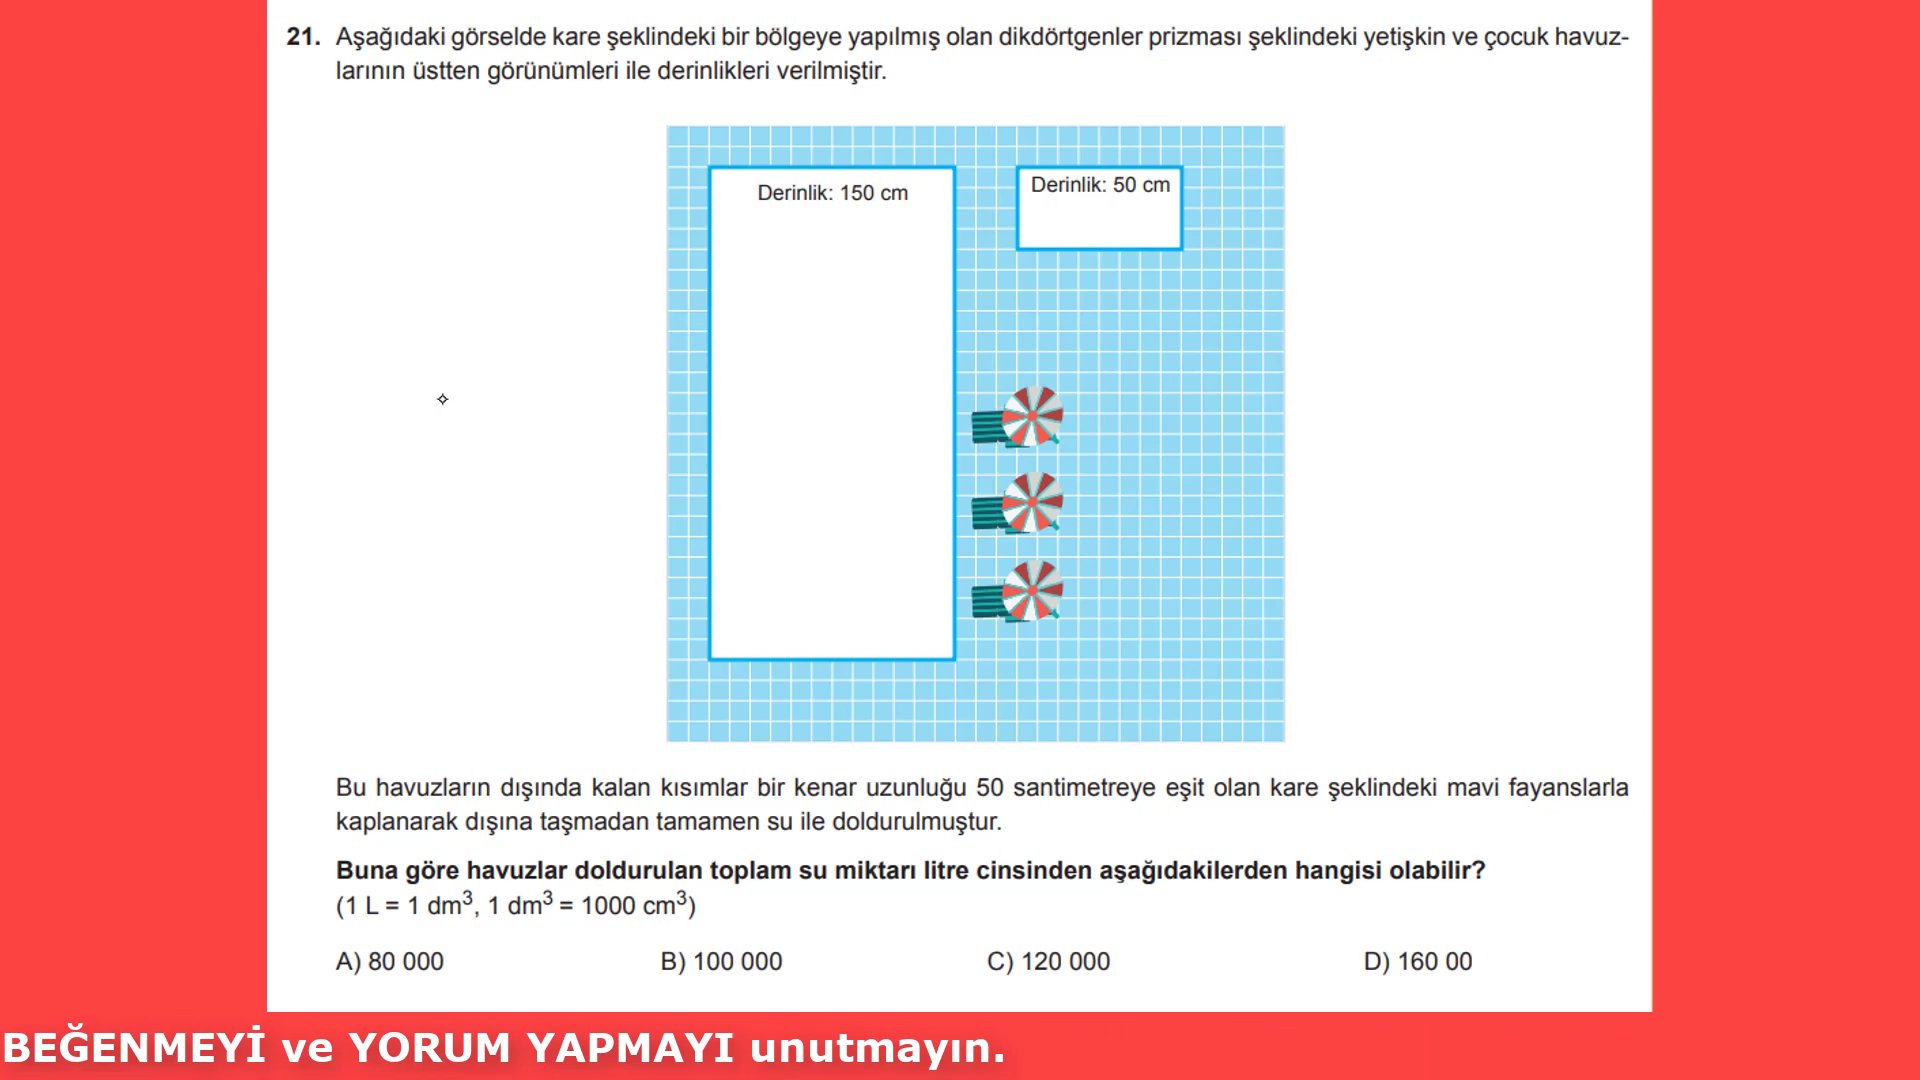 21. Aşağıdaki görselde kare şeklindeki bir bölgeye yapılmış olan dikdörtgenler prizması şeklindeki yetişkin ve çocuk havuz-
larının üstten görünümleri ile derinlikleri verilmiştir.
Derinlik: 150 cm
Derinlik: 50 cm
Bu havuzların dışında kalan kısımlar bir kenar uzunluğu 50 santimetreye eşit olan kare şeklindeki mavi fayanslarla
kaplanarak dışına taşmadan tamamen su ile doldurulmuştur.
Buna göre havuzlar doldurulan toplam su miktarı litre cinsinden aşağıdakilerden hangisi olabilir?
(1 L = 1 dm³, 1 dm³ = 1000 cm³)
A) 80 000 B) 100 000 C) 120 000 D) 160 00
BEĞENMEYİ ve YORUM YAPMAYI unutmayın.